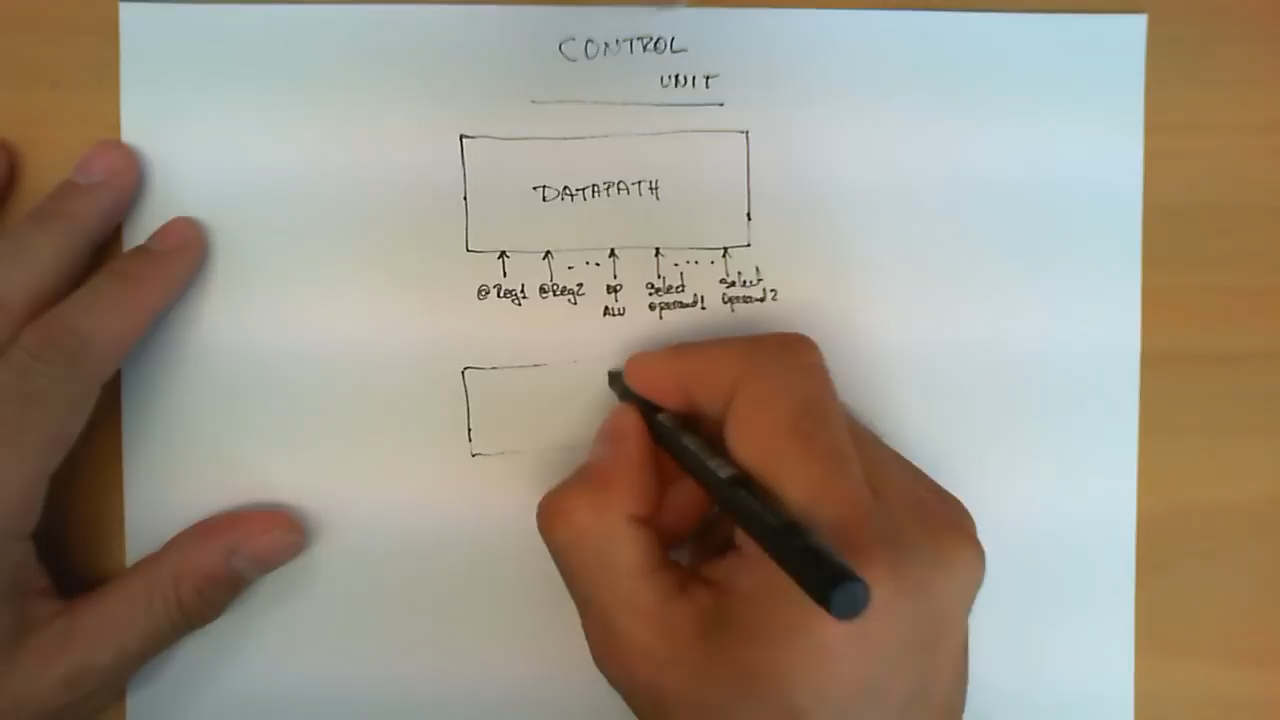 CONTROL
UNIT
DATAPATH
@Reg1 @Reg2 ... OP ALU Select operand1 .... Select operand2